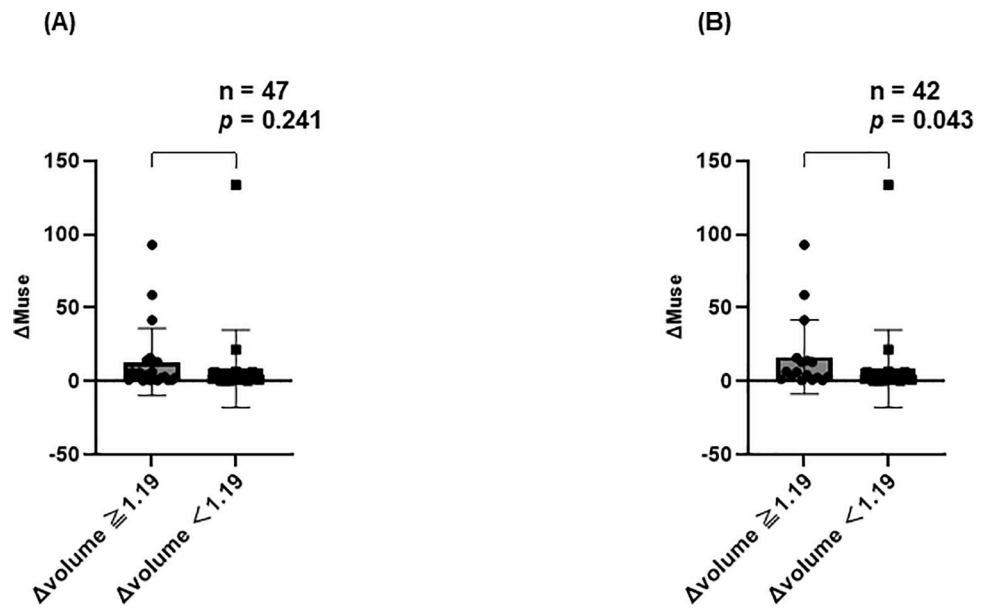 (A)
n = 47
p = 0.241
150
100
50
0
-50
ΔMuse
Δvolume ≧1.19
Δvolume <1.19
(B)
n = 42
p = 0.043
150
100
50
0
-50
ΔMuse
Δvolume ≧1.19
Δvolume <1.19